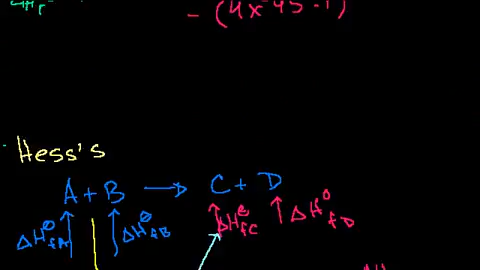 - (4x-45.1)
Hess's
A + B → C + D
ΔH°fA ΔH°fB ΔH°fC ΔH°fD